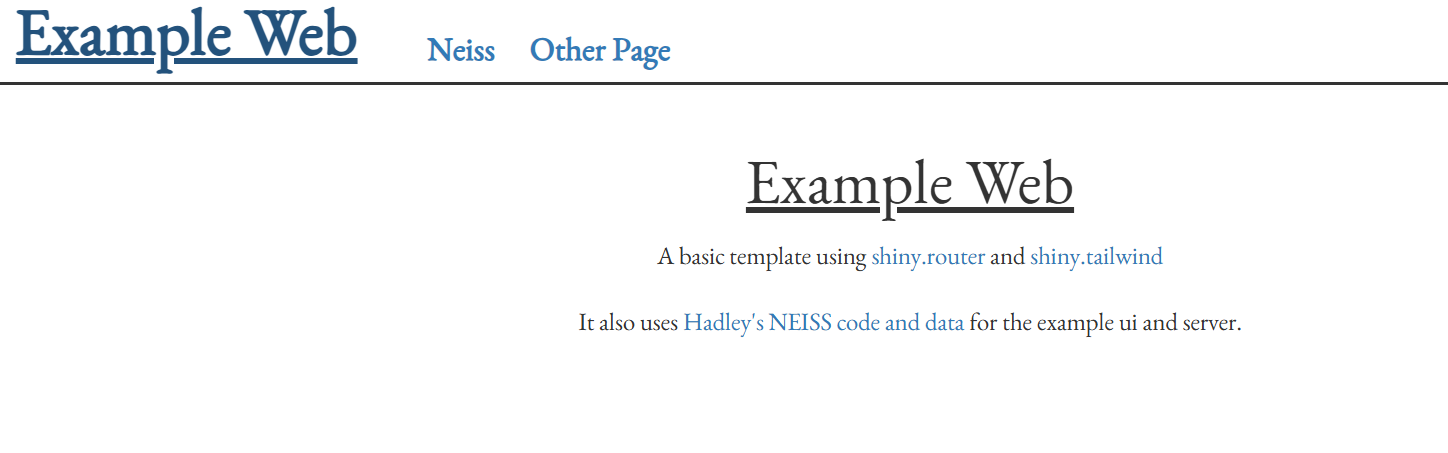 Example Web
Neiss
Other Page
Example Web
A basic template using shiny.router and shiny.tailwind
It also uses Hadley's NEISS code and data for the example ui and server.